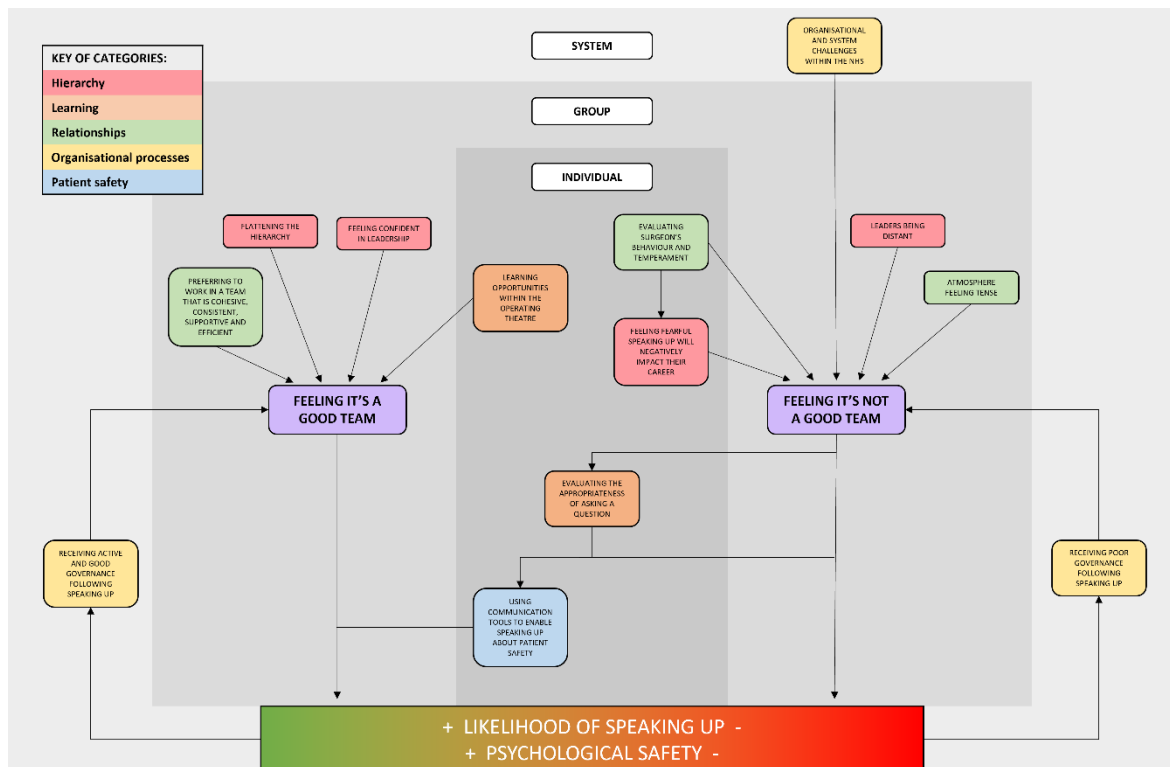 KEY OF CATEGORIES:
Hierarchy
Learning
Relationships
Organisational processes
Patient safety
SYSTEM
GROUP
INDIVIDUAL
ORGANISATIONAL
AND SYSTEM
CHALLENGES
WITHIN THE NHS
FLATTENING THE
HIERARCHY
FEELING CONFIDENT
IN LEADERSHIP
PREFERRING TO
WORK IN A TEAM
THAT IS COHESIVE,
CONSISTENT,
SUPPORTIVE AND
EFFICIENT
LEARNING
OPPORTUNITIES
WITHIN THE
OPERATING
THEATRE
EVALUATING
SURGEON'S
BEHAVIOUR AND
TEMPERAMENT
FEELING FEARFUL
SPEAKING UP WILL
NEGATIVELY
IMPACT THEIR
CAREER
LEADERS BEING
DISTANT
ATMOSPHERE
FEELING TENSE
FEELING IT'S A
GOOD TEAM
FEELING IT'S NOT
A GOOD TEAM
EVALUATING THE
APPROPRIATENESS
OF ASKING A
QUESTION
RECEIVING ACTIVE
AND GOOD
GOVERNANCE
FOLLOWING
SPEAKING UP
USING
COMMUNICATION
TOOLS TO ENABLE
SPEAKING UP
ABOUT PATIENT
SAFETY
RECEIVING POOR
GOVERNANCE
FOLLOWING
SPEAKING UP
+ LIKELIHOOD OF SPEAKING UP -
+ PSYCHOLOGICAL SAFETY -